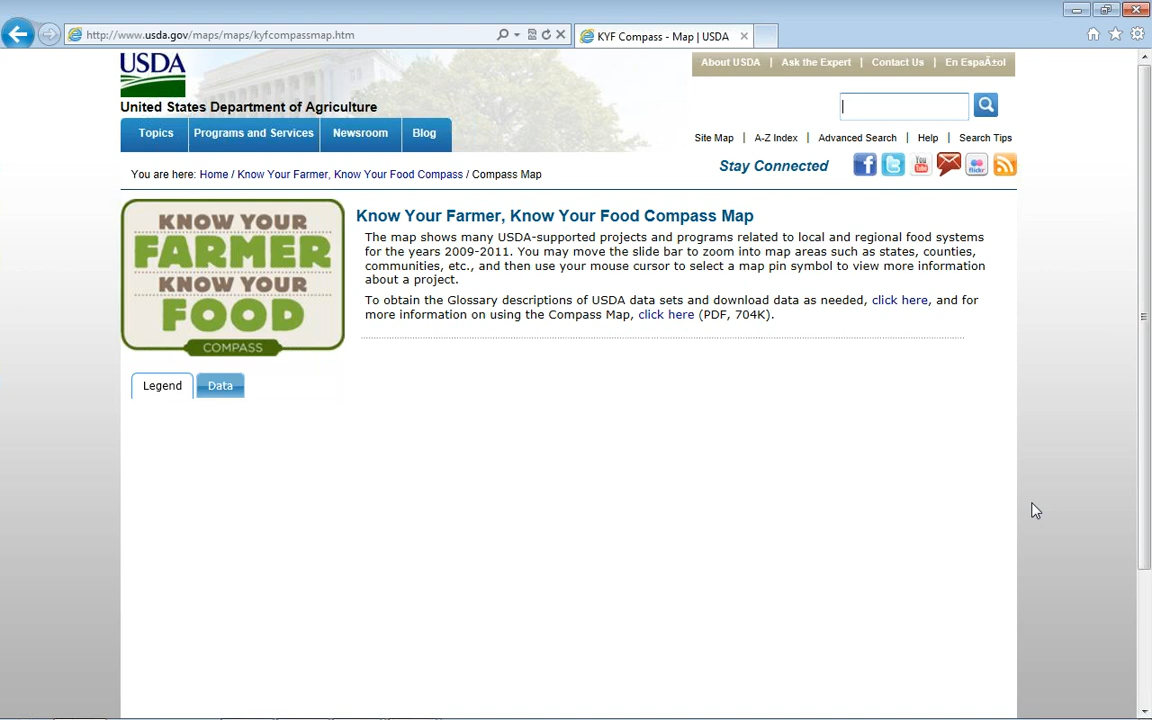 http://www.usda.gov/maps/maps/kyfcompassmap.htm
KYF Compass - Map | USDA
USDA
United States Department of Agriculture
About USDA | Ask the Expert | Contact Us | En EspaÃ±ol
Topics Programs and Services Newsroom Blog
Site Map | A-Z Index | Advanced Search | Help | Search Tips
Stay Connected
You Tube
flickr
You are here: Home / Know Your Farmer, Know Your Food Compass / Compass Map
KNOW YOUR
FARMER
KNOW YOUR
FOOD
COMPASS
Know Your Farmer, Know Your Food Compass Map
The map shows many USDA-supported projects and programs related to local and regional food systems
for the years 2009-2011. You may move the slide bar to zoom into map areas such as states, counties,
communities, etc., and then use your mouse cursor to select a map pin symbol to view more information
about a project.
To obtain the Glossary descriptions of USDA data sets and download data as needed, click here, and for
more information on using the Compass Map, click here (PDF, 704K).
Legend Data